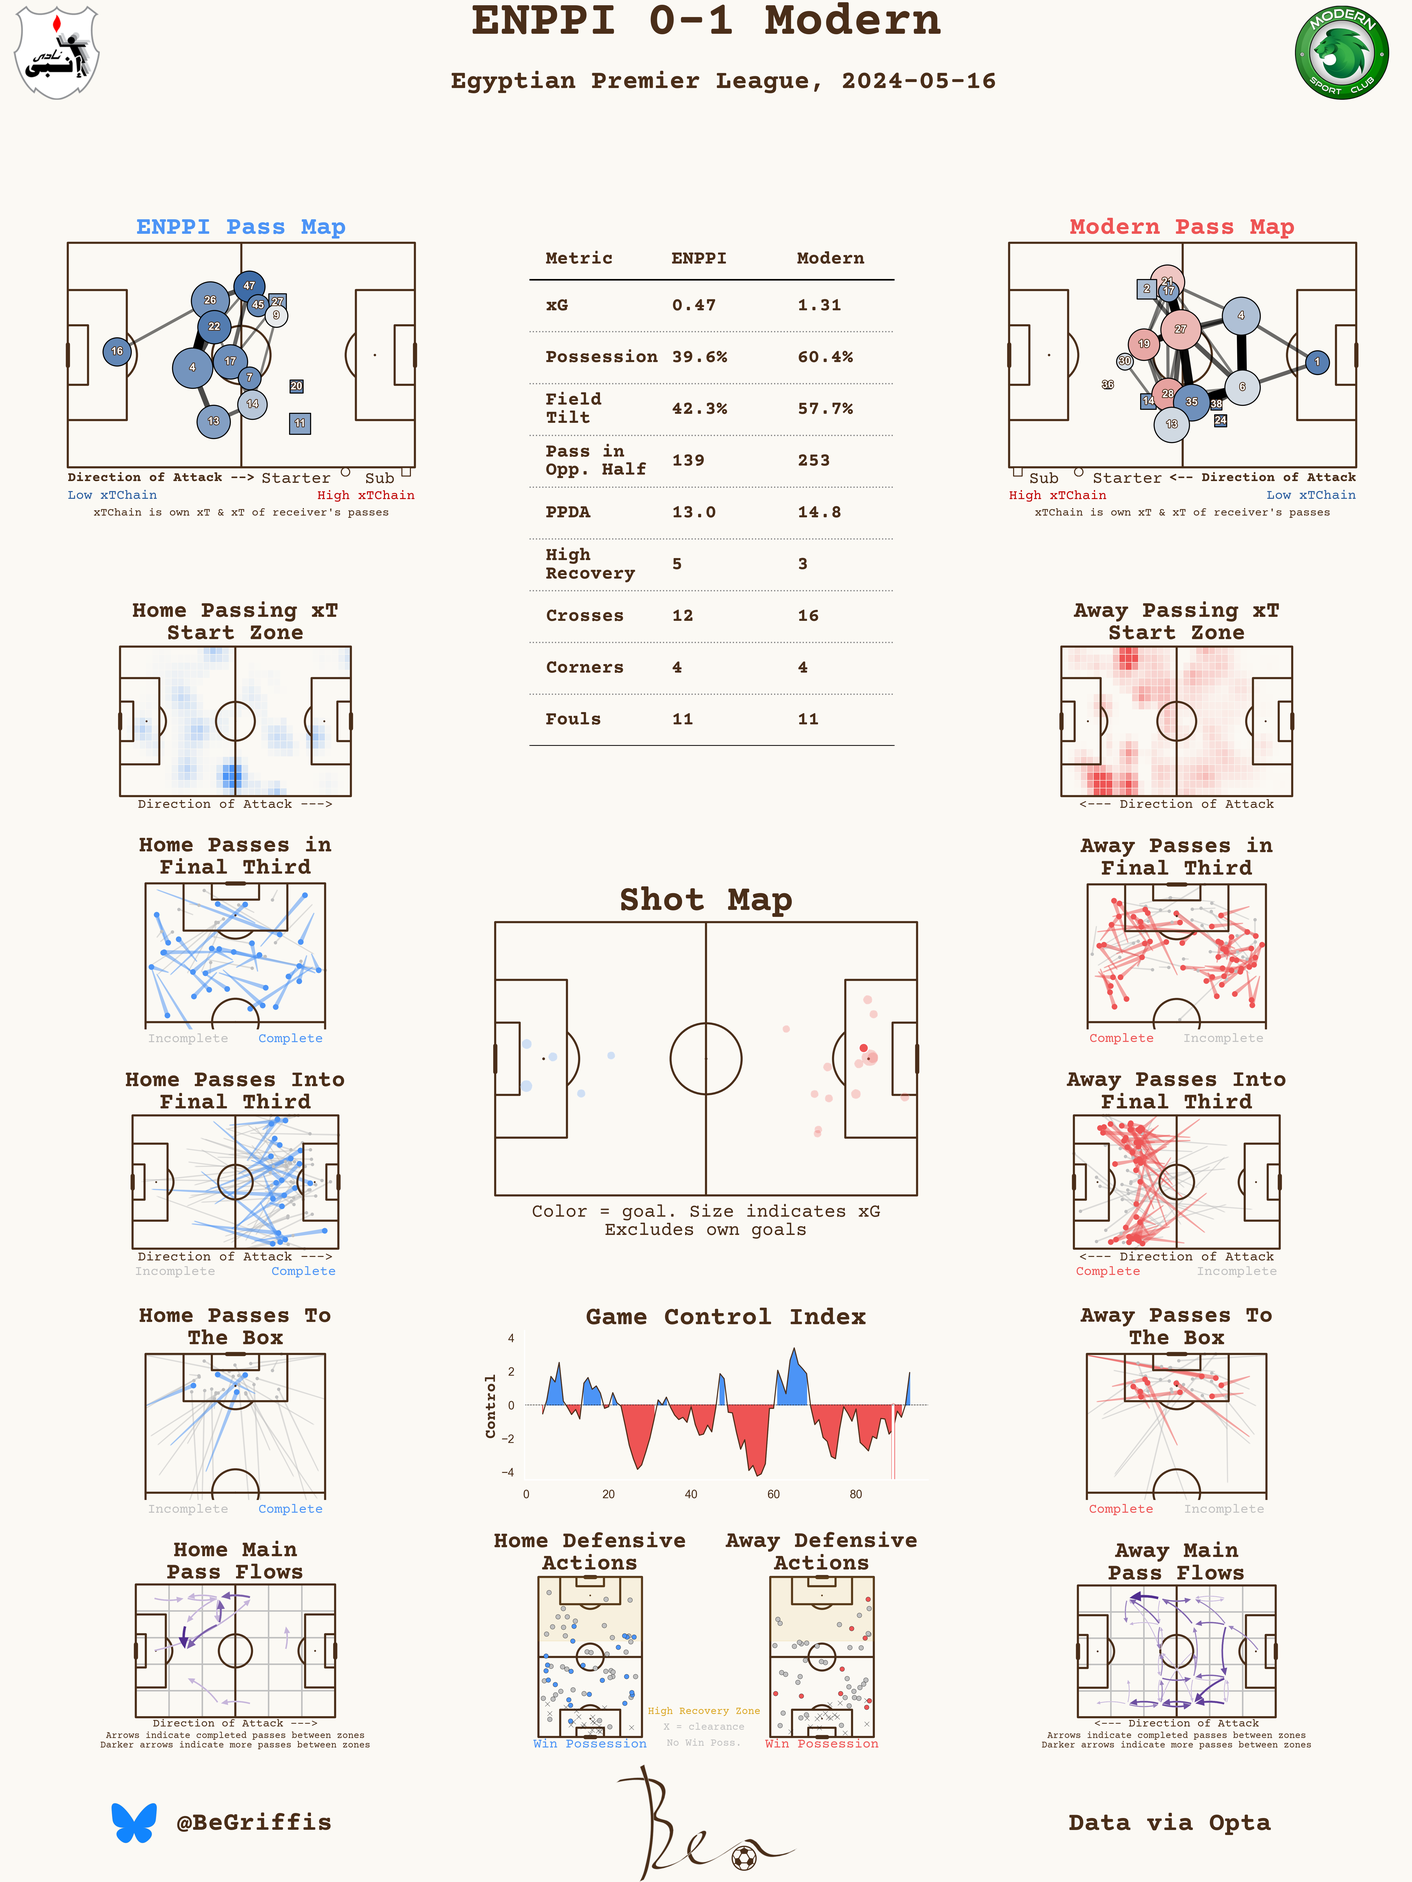 ENPPI 0-1 Modern
Egyptian Premier League, 2024-05-16
نادي
إنبي
MODERN
SPORT CLUB
ENPPI Pass Map
47
26
27
45
9
22
16
17
4
7
20
14
13
11
Direction of Attack --> Starter Sub
Low xTChain High xTChain
xTChain is own xT & xT of receiver's passes
Metric ENPPI Modern
xG 0.47 1.31
Possession 39.6% 60.4%
Field
Tilt 42.3% 57.7%
Pass in
Opp. Half 139 253
PPDA 13.0 14.8
High
Recovery 5 3
Crosses 12 16
Corners 4 4
Fouls 11 11
Modern Pass Map
21
2
17
4
27
19
30
1
36
6
28
14
35
38
24
13
Sub Starter <-- Direction of Attack
High xTChain Low xTChain
xTChain is own xT & xT of receiver's passes
Home Passing xT
Start Zone
Direction of Attack --->
Away Passing xT
Start Zone
<--- Direction of Attack
Home Passes in
Final Third
Incomplete Complete
Shot Map
Color = goal. Size indicates xG
Excludes own goals
Away Passes in
Final Third
Complete Incomplete
Home Passes Into
Final Third
Direction of Attack --->
Incomplete Complete
Away Passes Into
Final Third
<--- Direction of Attack
Complete Incomplete
Home Passes To
The Box
Incomplete Complete
Game Control Index
Control
4
2
0
−2
−4
0 20 40 60 80
Away Passes To
The Box
Complete Incomplete
Home Main
Pass Flows
Direction of Attack --->
Arrows indicate completed passes between zones
Darker arrows indicate more passes between zones
Home Defensive
Actions
Win Possession
Away Defensive
Actions
Win Possession
High Recovery Zone
X = clearance
No Win Poss.
Away Main
Pass Flows
<--- Direction of Attack
Arrows indicate completed passes between zones
Darker arrows indicate more passes between zones
@BeGriffis
Ben
Data via Opta